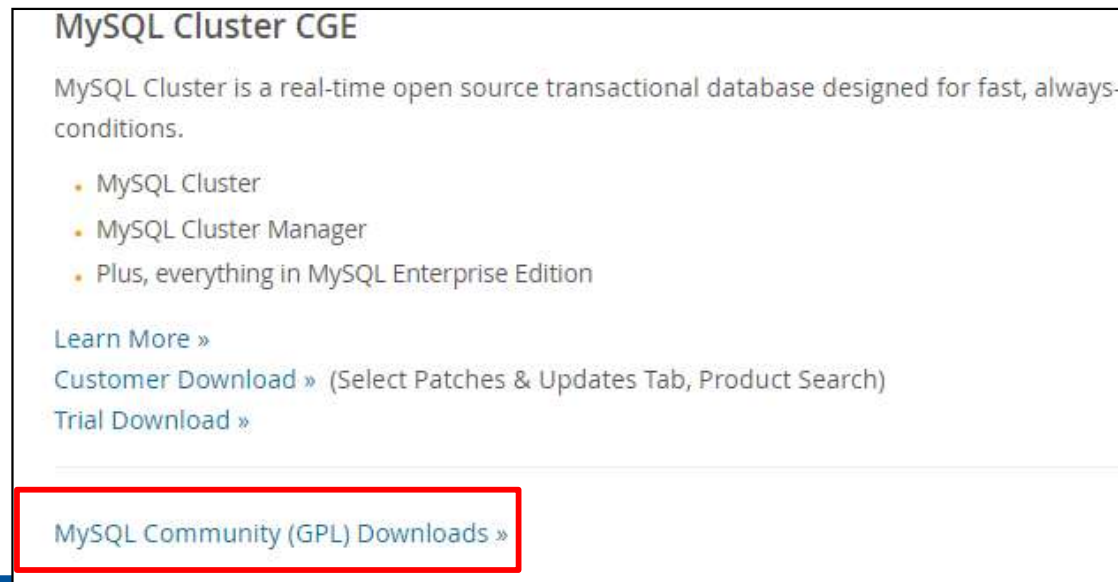 MySQL Cluster CGE
MySQL Cluster is a real-time open source transactional database designed for fast, always-
conditions.
• MySQL Cluster
• MySQL Cluster Manager
• Plus, everything in MySQL Enterprise Edition
Learn More »
Customer Download » (Select Patches & Updates Tab, Product Search)
Trial Download »
MySQL Community (GPL) Downloads »